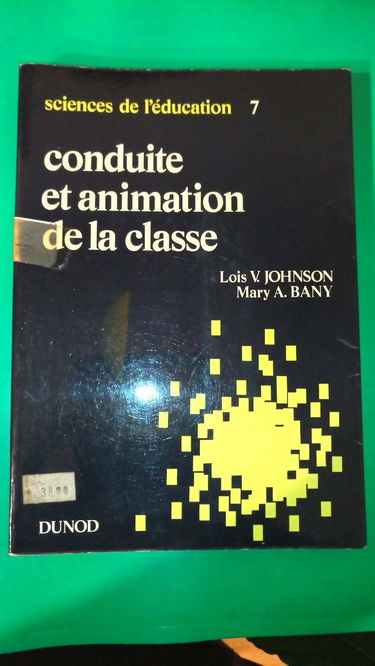 sciences de l'éducation 7
conduite
et animation
de la classe
Lois V. JOHNSON
Mary A. BANY
DUNOD